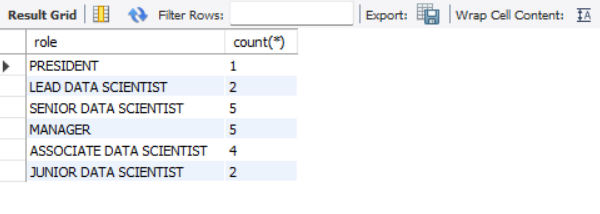 Result Grid Filter Rows: Export: Wrap Cell Content:
role count(*)
PRESIDENT 1
LEAD DATA SCIENTIST 2
SENIOR DATA SCIENTIST 5
MANAGER 5
ASSOCIATE DATA SCIENTIST 4
JUNIOR DATA SCIENTIST 2